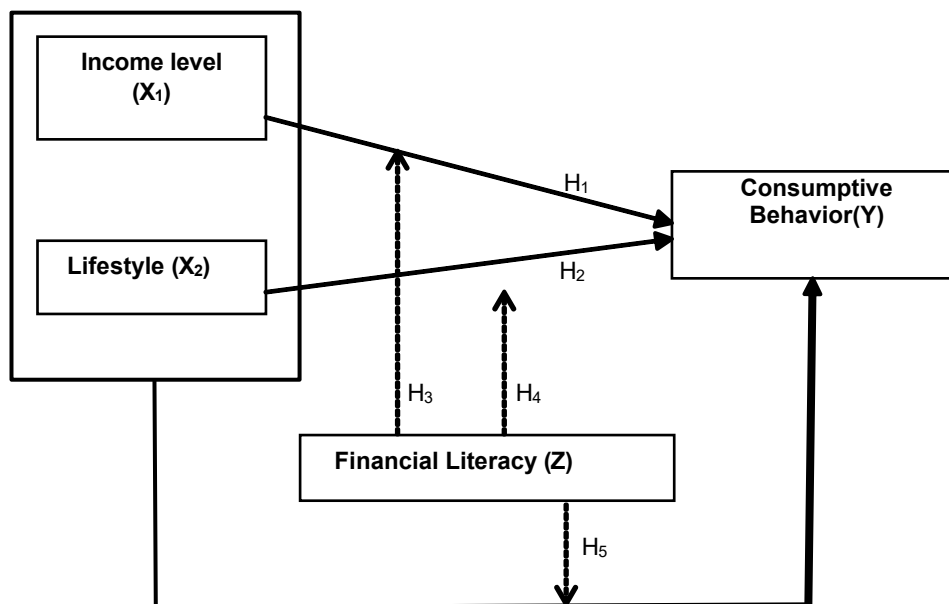 Income level
(X₁)
Consumptive
Behavior(Y)
H₁
Lifestyle (X₂)
H₂
H₃
H₄
Financial Literacy (Z)
H₅